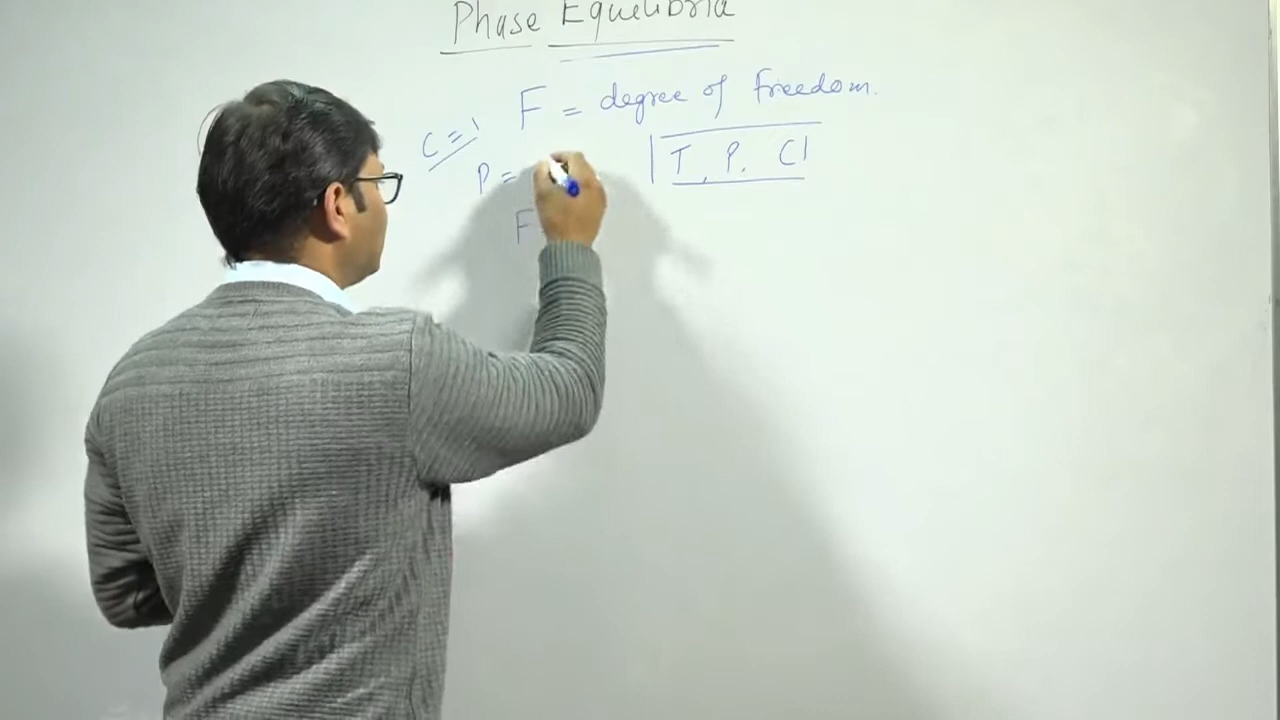 Phase Equilibria
F = degree of freedom.
C = 1
T, P, C
P =
F